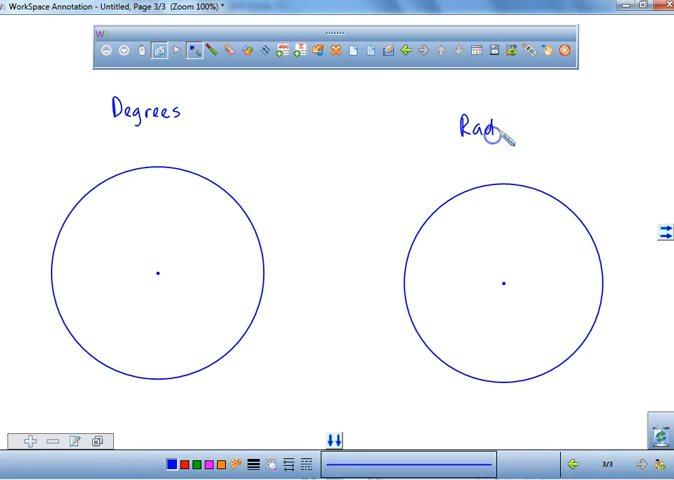 WorkSpace Annotation - Untitled, Page 3/3 (Zoom 100%) *
Degrees
Rad
3/3